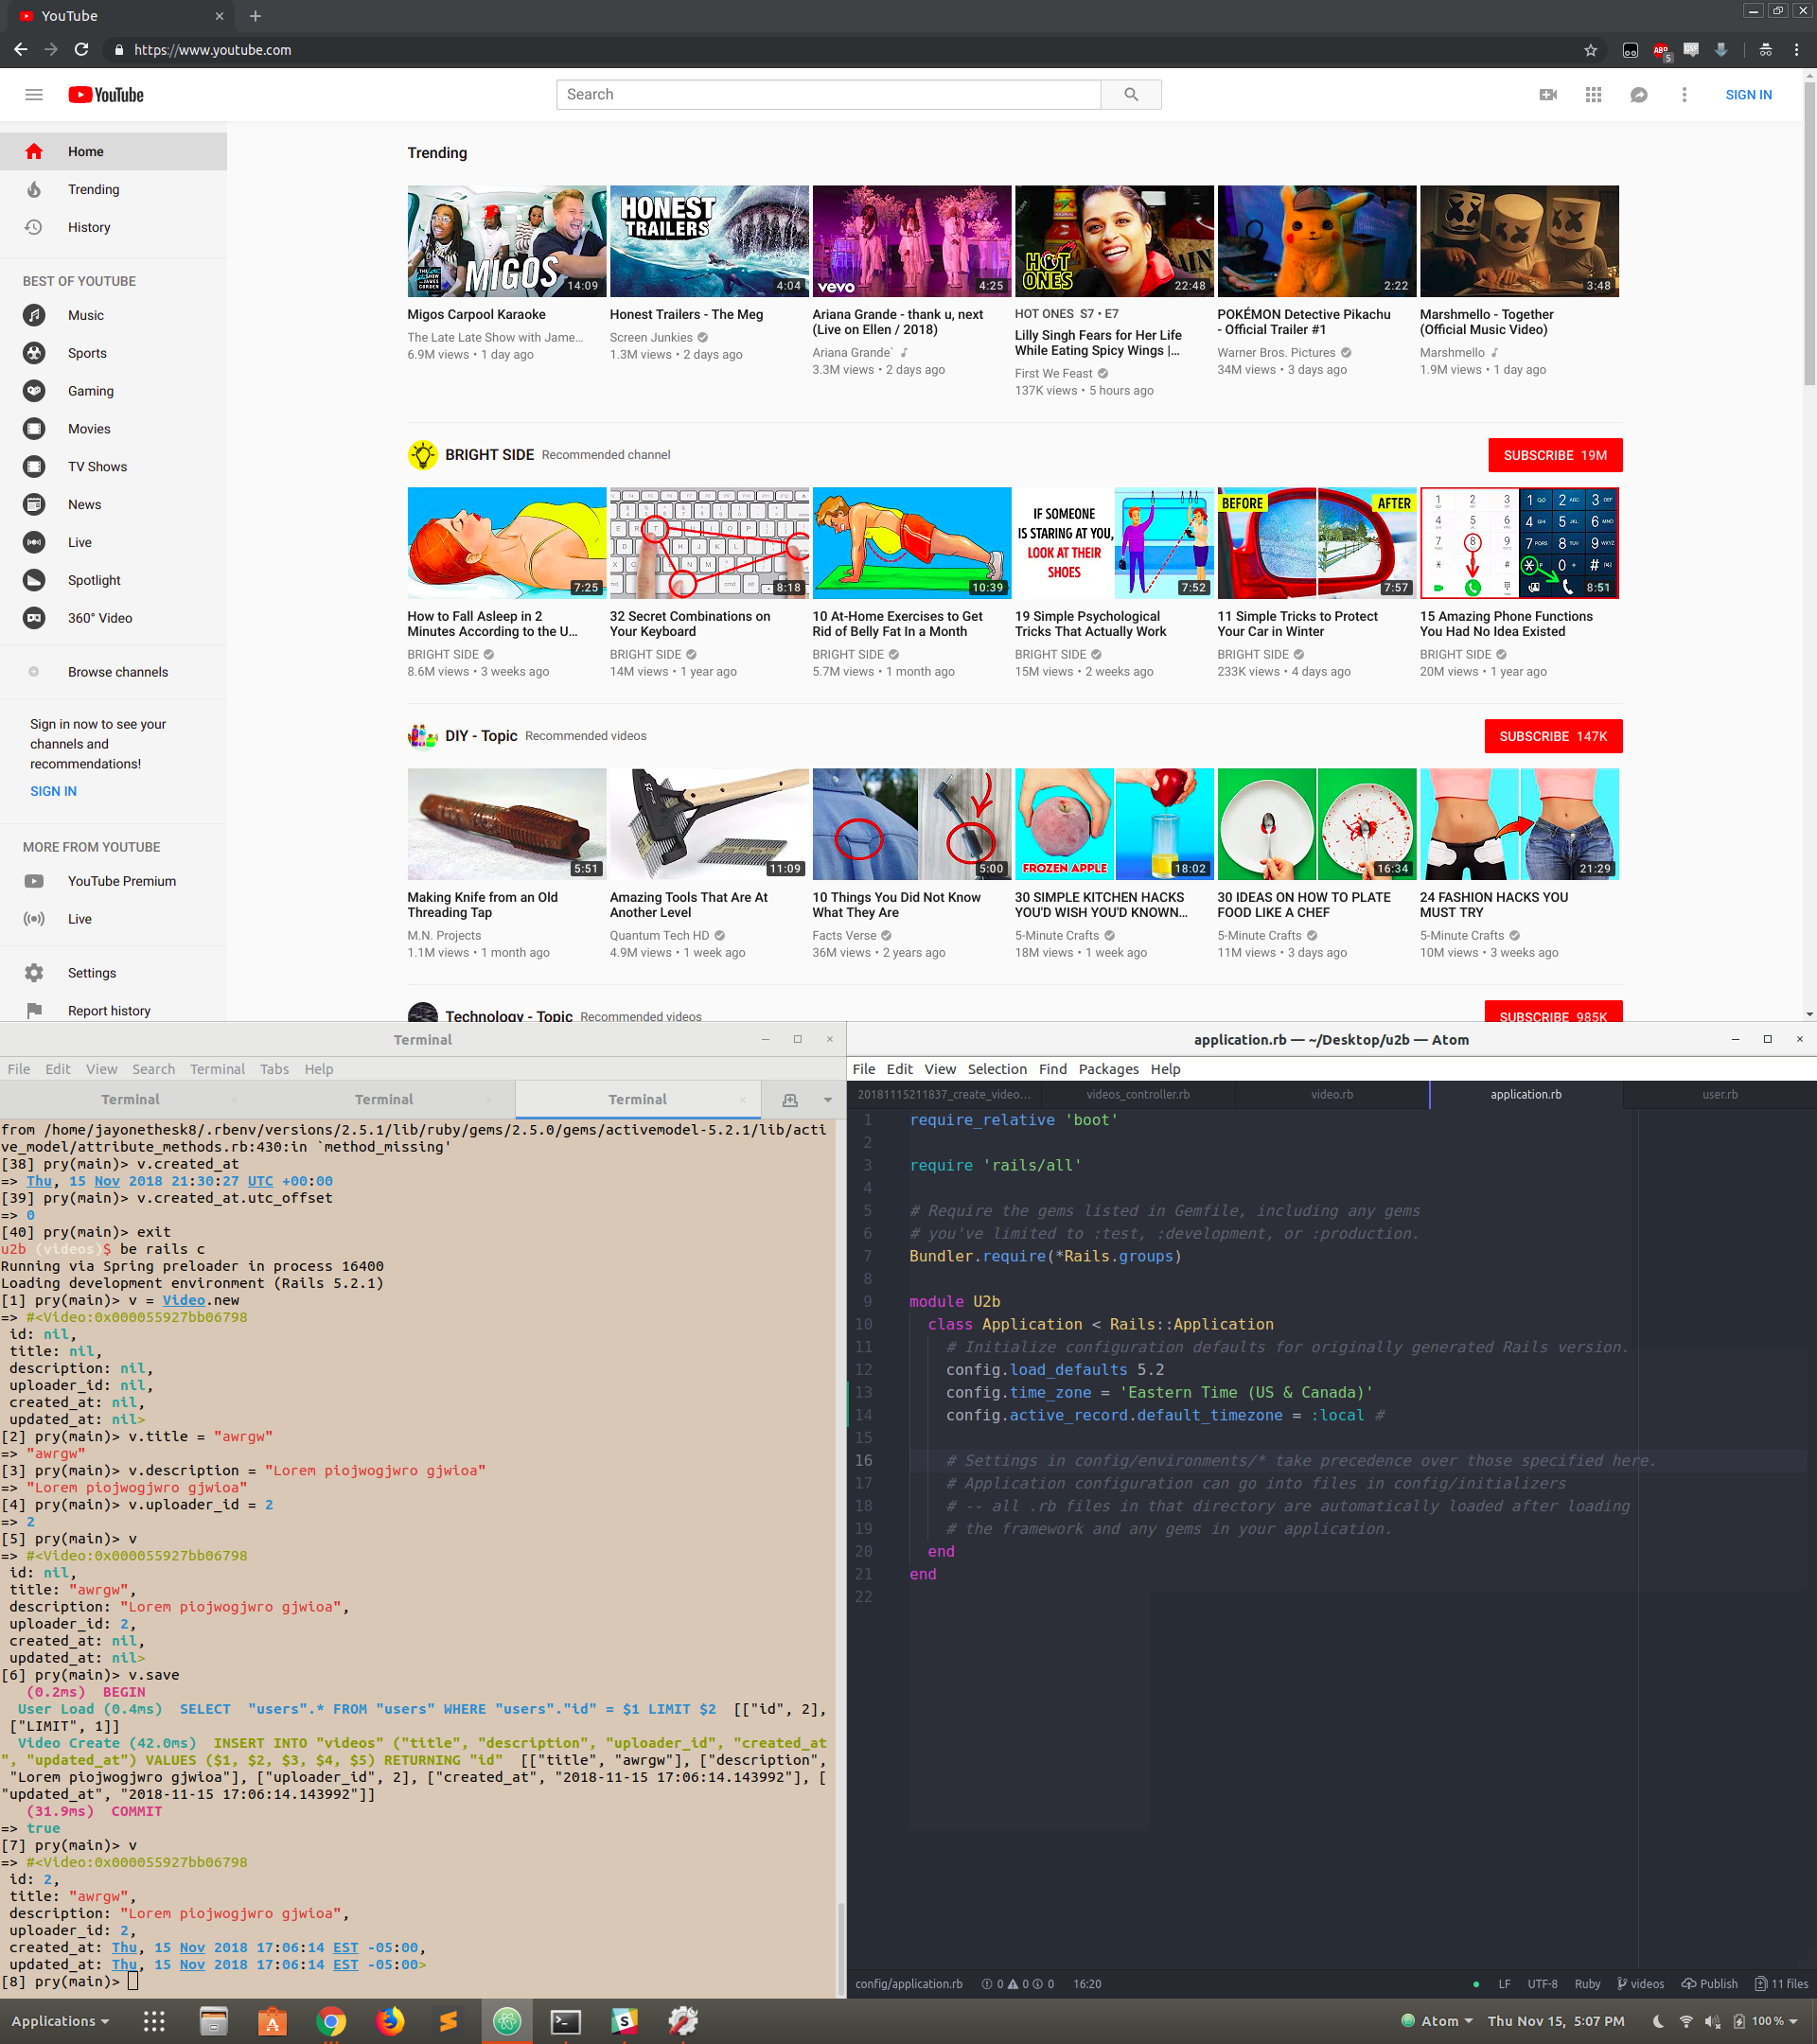 YouTube
https://www.youtube.com
ABP
5
YouTube
Search
SIGN IN
Home
Trending
History
BEST OF YOUTUBE
Music
Sports
Gaming
Movies
TV Shows
News
Live
Spotlight
360° Video
Browse channels
Sign in now to see your
channels and
recommendations!
SIGN IN
MORE FROM YOUTUBE
YouTube Premium
Live
Settings
Report history
Trending
MIGOS
14:09
HONEST
TRAILERS
4:04
vevo
4:25
HOT
ONES
22:48
2:22
3:48
Migos Carpool Karaoke
The Late Late Show with Jame...
6.9M views • 1 day ago
Honest Trailers - The Meg
Screen Junkies
1.3M views • 2 days ago
Ariana Grande - thank u, next
(Live on Ellen / 2018)
Ariana Grande`
3.3M views • 2 days ago
HOT ONES S7 • E7
Lilly Singh Fears for Her Life
While Eating Spicy Wings |...
First We Feast
137K views • 5 hours ago
POKÉMON Detective Pikachu
- Official Trailer #1
Warner Bros. Pictures
34M views • 3 days ago
Marshmello - Together
(Official Music Video)
Marshmello
1.9M views • 1 day ago
BRIGHT SIDE Recommended channel
SUBSCRIBE 19M
7:25
8:18
10:39
IF SOMEONE
IS STARING AT YOU,
LOOK AT THEIR
SHOES
7:52
BEFORE
AFTER
7:57
8:51
How to Fall Asleep in 2
Minutes According to the U...
BRIGHT SIDE
8.6M views • 3 weeks ago
32 Secret Combinations on
Your Keyboard
BRIGHT SIDE
14M views • 1 year ago
10 At-Home Exercises to Get
Rid of Belly Fat In a Month
BRIGHT SIDE
5.7M views • 1 month ago
19 Simple Psychological
Tricks That Actually Work
BRIGHT SIDE
15M views • 2 weeks ago
11 Simple Tricks to Protect
Your Car in Winter
BRIGHT SIDE
233K views • 4 days ago
15 Amazing Phone Functions
You Had No Idea Existed
BRIGHT SIDE
20M views • 1 year ago
DIY - Topic Recommended videos
SUBSCRIBE 147K
5:51
11:09
5:00
FROZEN APPLE
18:02
16:34
21:29
Making Knife from an Old
Threading Tap
M.N. Projects
1.1M views • 1 month ago
Amazing Tools That Are At
Another Level
Quantum Tech HD
4.9M views • 1 week ago
10 Things You Did Not Know
What They Are
Facts Verse
36M views • 2 years ago
30 SIMPLE KITCHEN HACKS
YOU'D WISH YOU'D KNOWN...
5-Minute Crafts
18M views • 1 week ago
30 IDEAS ON HOW TO PLATE
FOOD LIKE A CHEF
5-Minute Crafts
11M views • 3 days ago
24 FASHION HACKS YOU
MUST TRY
5-Minute Crafts
10M views • 3 weeks ago
Technology - Topic Recommended videos
SUBSCRIBE 985K
Terminal
File Edit View Search Terminal Tabs Help
Terminal Terminal Terminal
from /home/jayonethesk8/.rbenv/versions/2.5.1/lib/ruby/gems/2.5.0/gems/activemodel-5.2.1/lib/acti
ve_model/attribute_methods.rb:430:in `method_missing'
[38] pry(main)> v.created_at
=> Thu, 15 Nov 2018 21:30:27 UTC +00:00
[39] pry(main)> v.created_at.utc_offset
=> 0
[40] pry(main)> exit
u2b (videos)$ be rails c
Running via Spring preloader in process 16400
Loading development environment (Rails 5.2.1)
[1] pry(main)> v = Video.new
=> #<Video:0x000055927bb06798
id: nil,
title: nil,
description: nil,
uploader_id: nil,
created_at: nil,
updated_at: nil>
[2] pry(main)> v.title = "awrgw"
=> "awrgw"
[3] pry(main)> v.description = "Lorem piojwogjwro gjwioa"
=> "Lorem piojwogjwro gjwioa"
[4] pry(main)> v.uploader_id = 2
=> 2
[5] pry(main)> v
=> #<Video:0x000055927bb06798
id: nil,
title: "awrgw",
description: "Lorem piojwogjwro gjwioa",
uploader_id: 2,
created_at: nil,
updated_at: nil>
[6] pry(main)> v.save
(0.2ms) BEGIN
User Load (0.4ms) SELECT "users".* FROM "users" WHERE "users"."id" = $1 LIMIT $2 [["id", 2],
["LIMIT", 1]]
Video Create (42.0ms) INSERT INTO "videos" ("title", "description", "uploader_id", "created_at
", "updated_at") VALUES ($1, $2, $3, $4, $5) RETURNING "id" [["title", "awrgw"], ["description",
"Lorem piojwogjwro gjwioa"], ["uploader_id", 2], ["created_at", "2018-11-15 17:06:14.143992"], [
"updated_at", "2018-11-15 17:06:14.143992"]]
(31.9ms) COMMIT
=> true
[7] pry(main)> v
=> #<Video:0x000055927bb06798
id: 2,
title: "awrgw",
description: "Lorem piojwogjwro gjwioa",
uploader_id: 2,
created_at: Thu, 15 Nov 2018 17:06:14 EST -05:00,
updated_at: Thu, 15 Nov 2018 17:06:14 EST -05:00>
[8] pry(main)>
application.rb — ~/Desktop/u2b — Atom
File Edit View Selection Find Packages Help
20181115211837_create_video... videos_controller.rb video.rb application.rb user.rb
1 require_relative 'boot'
2
3 require 'rails/all'
4
5 # Require the gems listed in Gemfile, including any gems
6 # you've limited to :test, :development, or :production.
7 Bundler.require(*Rails.groups)
8
9 module U2b
10 class Application < Rails::Application
11 # Initialize configuration defaults for originally generated Rails version.
12 config.load_defaults 5.2
13 config.time_zone = 'Eastern Time (US & Canada)'
14 config.active_record.default_timezone = :local #
15
16 # Settings in config/environments/* take precedence over those specified here.
17 # Application configuration can go into files in config/initializers
18 # -- all .rb files in that directory are automatically loaded after loading
19 # the framework and any gems in your application.
20 end
21 end
22
config/application.rb 0 0 0 16:20 LF UTF-8 Ruby videos Publish 11 files
Applications Atom Thu Nov 15, 5:07 PM 100%